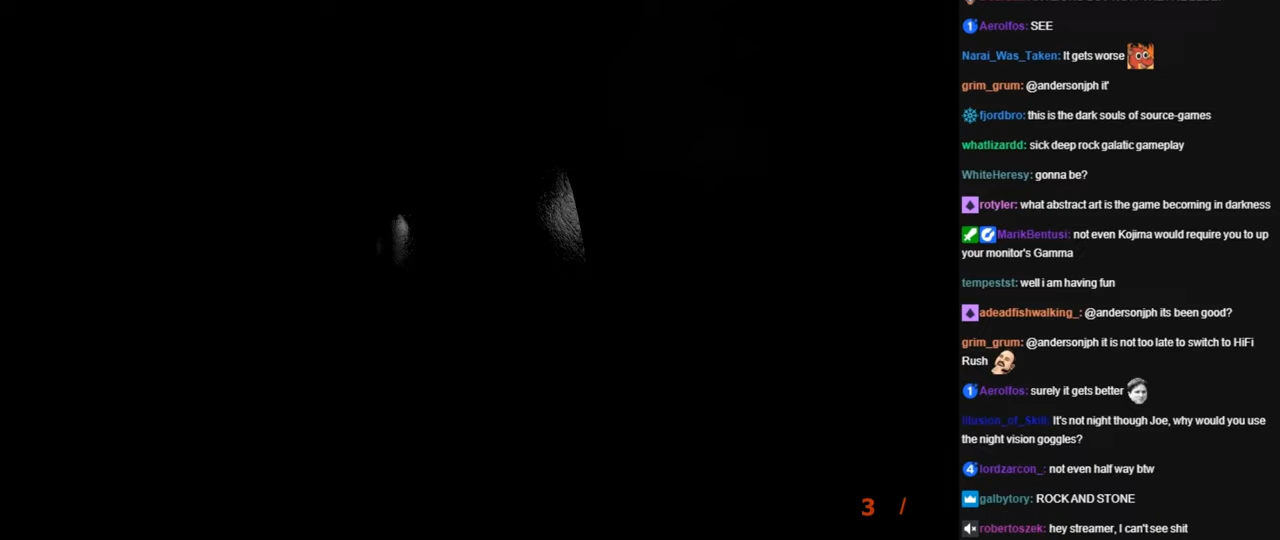 Aerolfos: SEE
Narai_Was_Taken: It gets worse
grim_grum: @andersonjph it'
fjordbro: this is the dark souls of source-games
whatlizardd: sick deep rock galatic gameplay
WhiteHeresy: gonna be?
rotyler: what abstract art is the game becoming in darkness
MarikBentusi: not even Kojima would require you to up
your monitor's Gamma
tempestst: well i am having fun
adeadfishwalking_: @andersonjph its been good?
grim_grum: @andersonjph it is not too late to switch to HiFi
Rush
1 Aerolfos: surely it gets better
Illusion_of_Skill: It's not night though Joe, why would you use
the night vision goggles?
4 lordzarcon_: not even half way btw
galbytory: ROCK AND STONE
3 /
robertoszek: hey streamer, I can't see shit